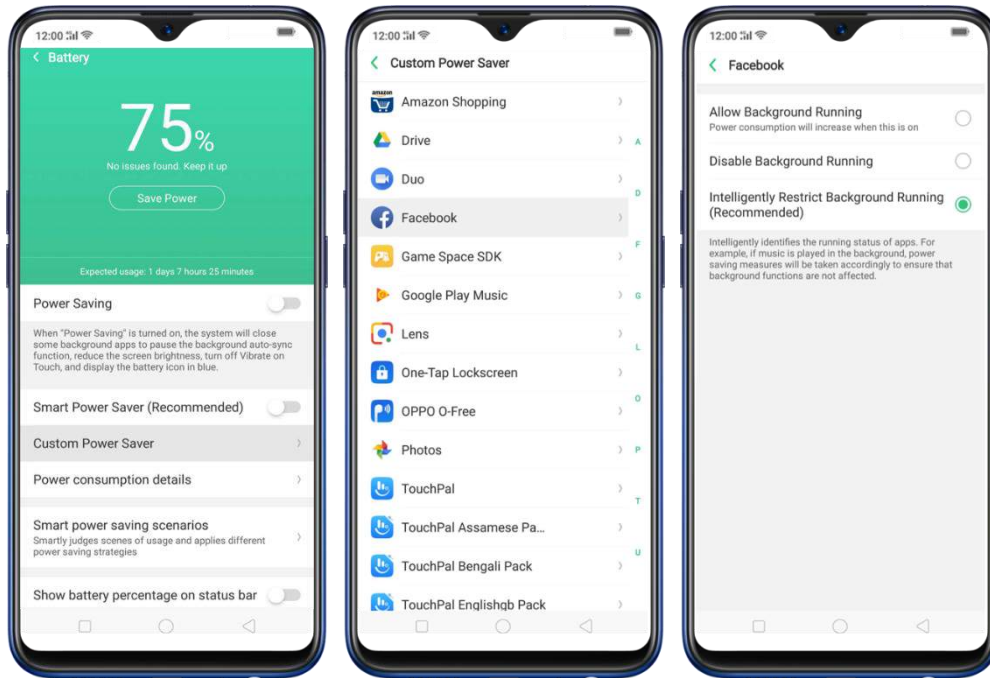 12:00
Battery
75%
No issues found. Keep it up
Save Power
Expected usage: 1 days 7 hours 25 minutes
Power Saving
When "Power Saving" is turned on, the system will close
some background apps to pause the background auto-sync
function, reduce the screen brightness, turn off Vibrate on
Touch, and display the battery icon in blue.
Smart Power Saver (Recommended)
Custom Power Saver
Power consumption details
Smart power saving scenarios
Smartly judges scenes of usage and applies different
power saving strategies
Show battery percentage on status bar
12:00
Custom Power Saver
amazon
Amazon Shopping
Drive
A
Duo
D
Facebook
F
Game Space SDK
Google Play Music
G
Lens
L
One-Tap Lockscreen
OPPO O-Free
O
Photos
P
TouchPal
T
TouchPal Assamese Pa...
U
TouchPal Bengali Pack
TouchPal Englishgb Pack
12:00
Facebook
Allow Background Running
Power consumption will increase when this is on
Disable Background Running
Intelligently Restrict Background Running
(Recommended)
Intelligently identifies the running status of apps. For
example, if music is played in the background, power
saving measures will be taken accordingly to ensure that
background functions are not affected.